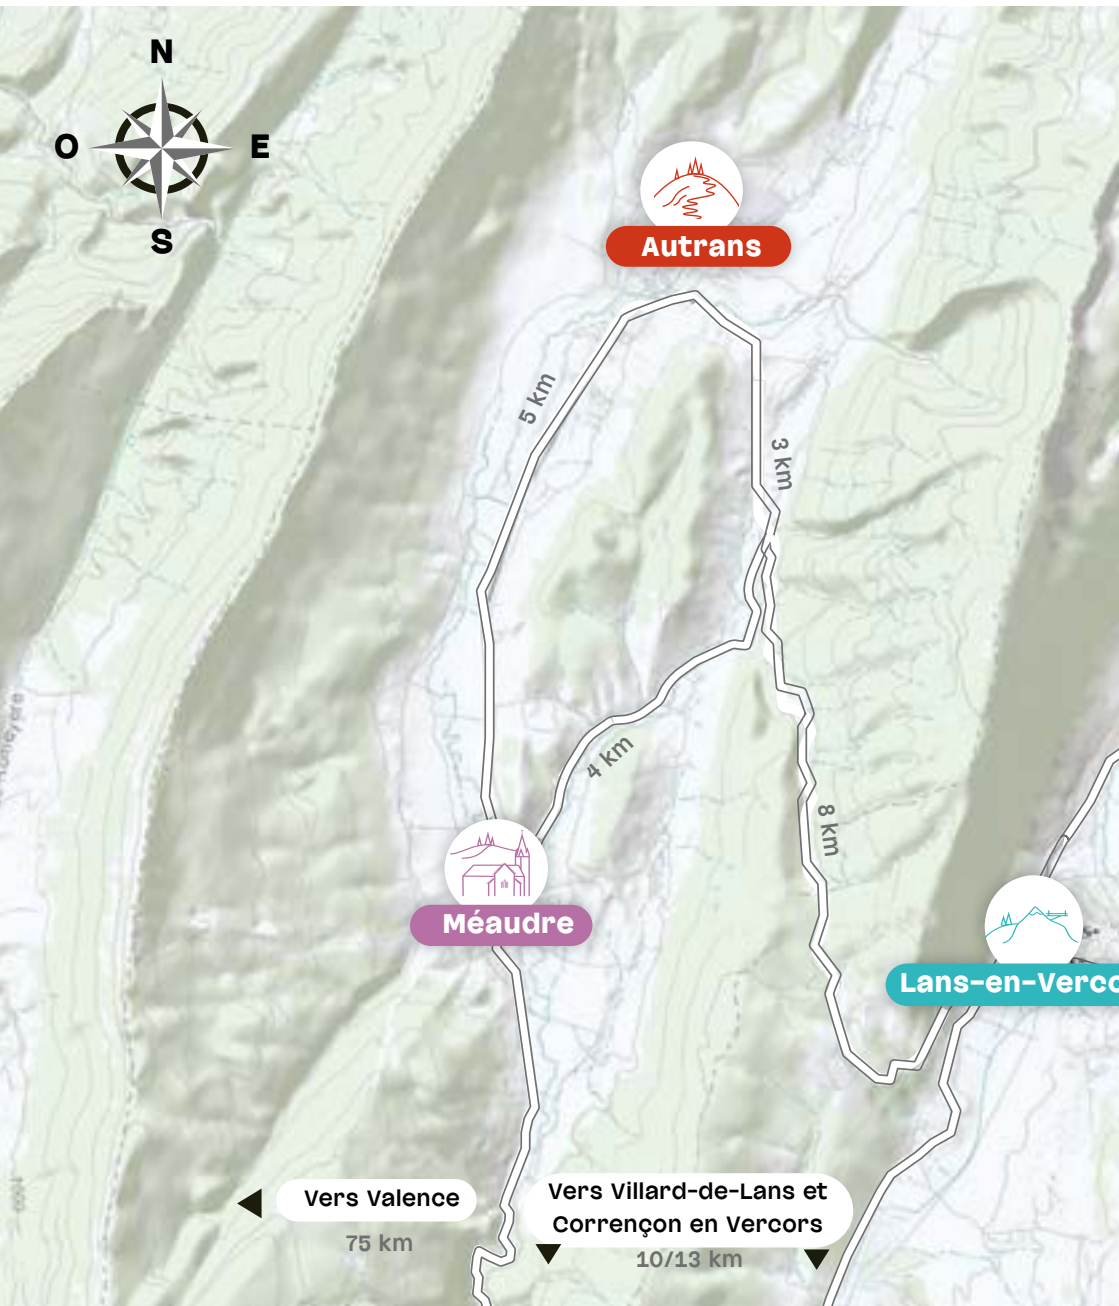 N
O
E
S
Autrans
5 km
3 km
4 km
8 km
Méaudre
Lans-en-Verco
Vers Valence
75 km
Vers Villard-de-Lans et
Corrençon en Vercors
10/13 km